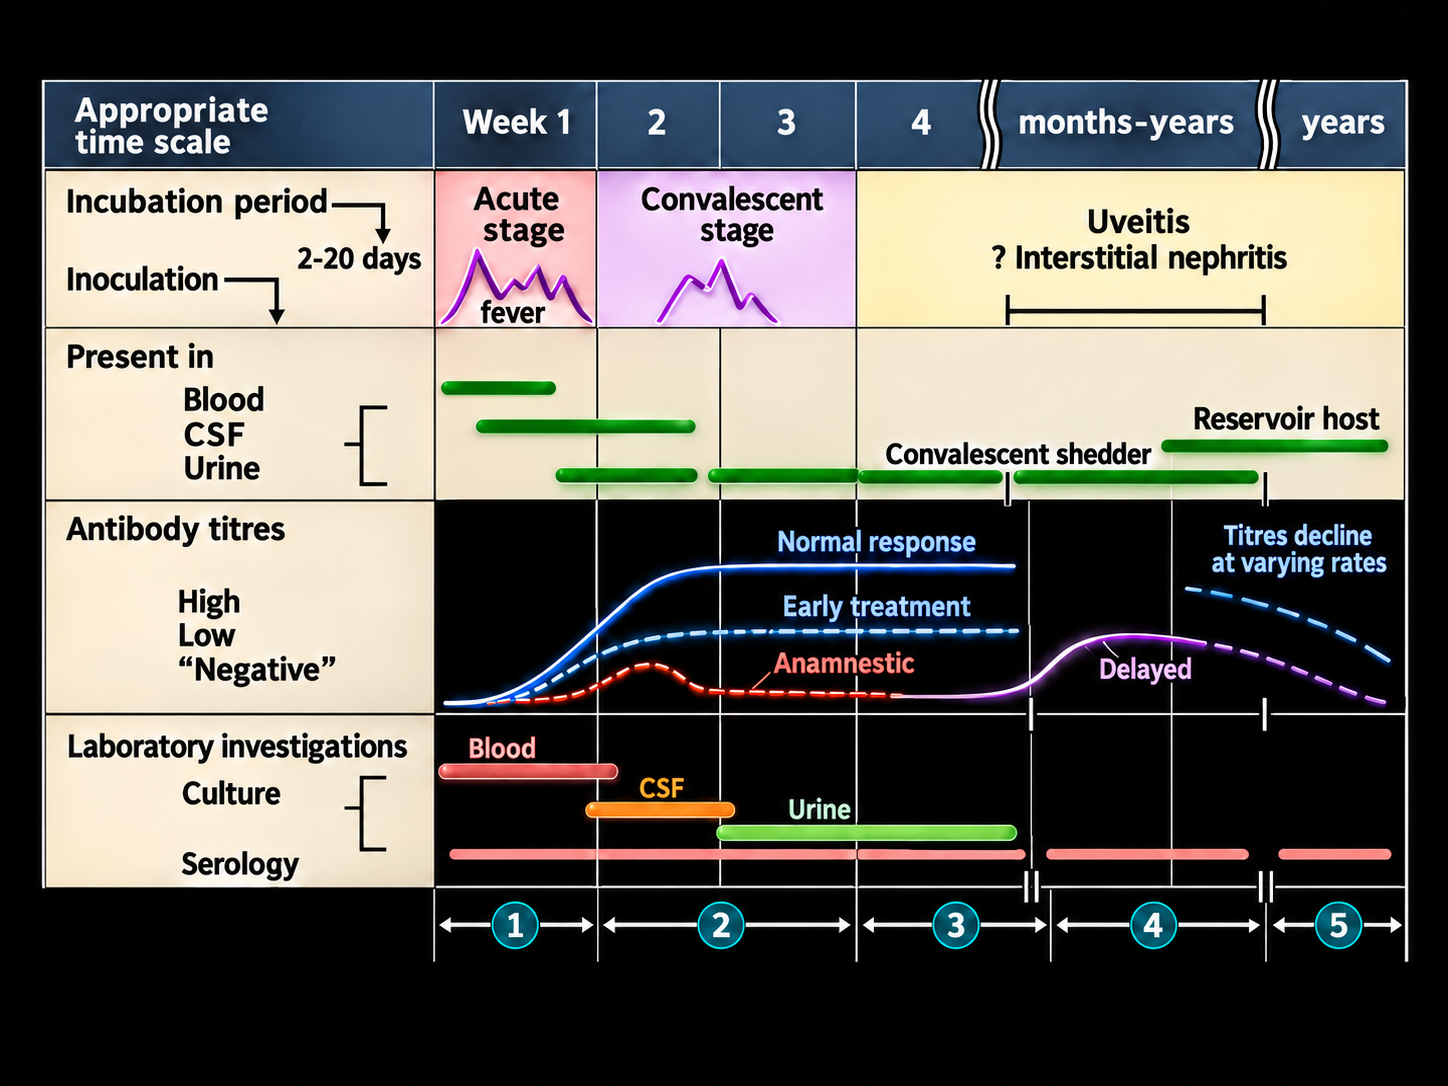 Appropriate
time scale
Week 1
2
3
4
months-years
years
Incubation period
2-20 days
Inoculation
Acute
stage
fever
Convalescent
stage
Uveitis
? Interstitial nephritis
Present in
Blood
CSF
Urine
Reservoir host
Convalescent shedder
Antibody titres
High
Low
“Negative”
Normal response
Early treatment
Anamnestic
Delayed
Titres decline
at varying rates
Laboratory investigations
Culture
Serology
Blood
CSF
Urine
1
2
3
4
5